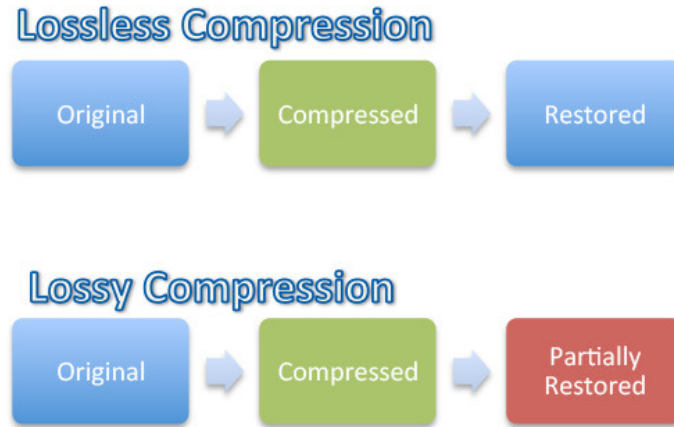 Lossless Compression
Original
Compressed
Restored
Lossy Compression
Original
Compressed
Partially
Restored